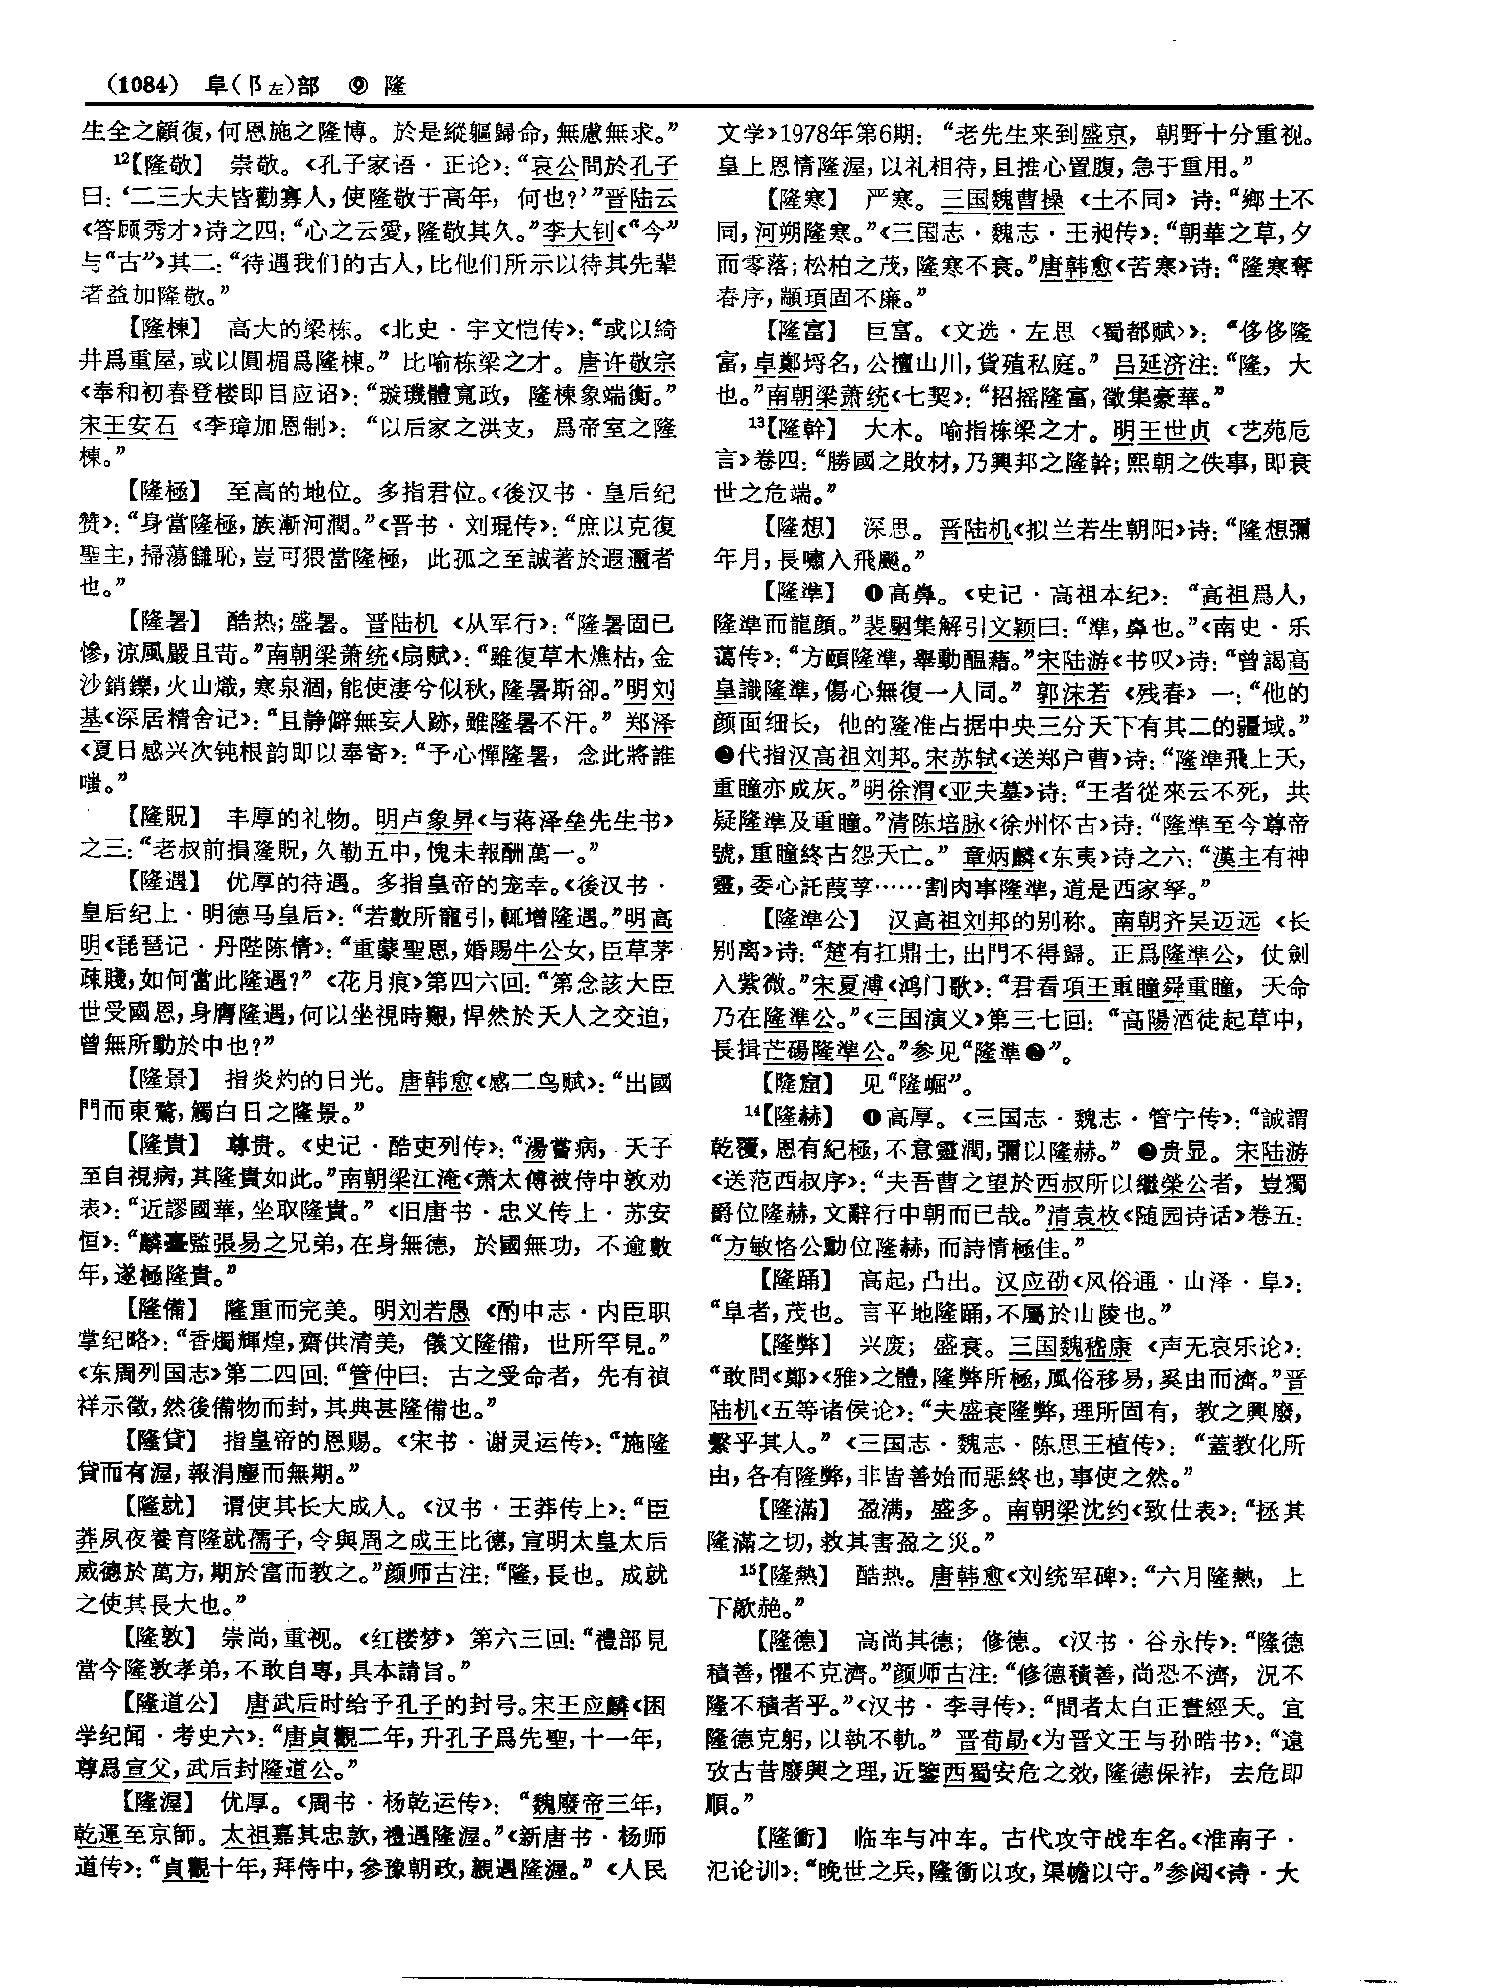 (1084) 阜(阝左)部 ⑨ 隆
生全之顧復，何恩施之隆博。於是縱軀歸命，無慮無求。”
12【隆敬】 崇敬。《孔子家语·正论》：“哀公問於孔子
曰：‘二三大夫皆勸寡人，使隆敬于高年，何也？’”晋陆云
《答顾秀才》诗之四：“心之云愛，隆敬其久。”李大钊《“今”
与“古”》其二：“待遇我们的古人，比他们所示以待其先辈
者益加隆敬。”
【隆棟】 高大的梁栋。《北史·宇文恺传》：“或以綺
井爲重屋，或以圓楣爲隆棟。”比喻栋梁之才。唐许敬宗
《奉和初春登楼即目应诏》：“璇璣體寬政，隆棟象端衡。”
宋王安石《李璋加恩制》：“以后家之洪支，爲帝室之隆
棟。”
【隆極】 至高的地位。多指君位。《後汉书·皇后纪
赞》：“身當隆極，族漸河潤。”《晋书·刘琨传》：“庶以克復
聖主，掃蕩讎恥，豈可猥當隆極，此孤之至誠著於遐邇者
也。”
【隆暑】 酷热；盛暑。晋陆机《从军行》：“隆暑固已
慘，涼風嚴且苛。”南朝梁萧统《扇赋》：“雖復草木燋枯，金
沙銷鑠，火山熾，寒泉涸，能使淒兮似秋，隆暑斯卻。”明刘
基《深居精舍记》：“且静僻無妄人跡，雖隆暑不汗。”郑泽
《夏日感兴次钝根韵即以奉寄》：“予心憚隆暑，念此將誰
嗤。”
【隆貺】 丰厚的礼物。明卢象昇《与蒋泽垒先生书》
之三：“老叔前損隆貺，久勒五中，愧未報酬萬一。”
【隆遇】 优厚的待遇。多指皇帝的宠幸。《後汉书·
皇后纪上·明德马皇后》：“若數所寵引，輒增隆遇。”明高
明《琵琶记·丹陛陈情》：“重蒙聖恩，婚賜牛公女，臣草茅
疎賤，如何當此隆遇？”《花月痕》第四六回：“第念該大臣
世受國恩，身膺隆遇，何以坐視時艱，悍然於天人之交迫，
曾無所動於中也？”
【隆景】 指炎灼的日光。唐韩愈《感二鸟赋》：“出國
門而東騖，觸白日之隆景。”
【隆貴】 尊贵。《史记·酷吏列传》：“湯嘗病，天子
至自視病，其隆貴如此。”南朝梁江淹《萧太傅被侍中敦劝
表》：“近謬國華，坐取隆貴。”《旧唐书·忠义传上·苏安
恒》：“麟臺監張易之兄弟，在身無德，於國無功，不逾數
年，遂極隆貴。”
【隆備】 隆重而完美。明刘若愚《酌中志·内臣职
掌纪略》：“香燭輝煌，齋供清美，儀文隆備，世所罕見。”
《东周列国志》第二四回：“管仲曰：古之受命者，先有禎
祥示徵，然後備物而封，其典甚隆備也。”
【隆貸】 指皇帝的恩赐。《宋书·谢灵运传》：“施隆
貸而有渥，報涓塵而無期。”
【隆就】 谓使其长大成人。《汉书·王莽传上》：“臣
莽夙夜養育隆就孺子，令與周之成王比德，宣明太皇太后
威德於萬方，期於富而教之。”颜师古注：“隆，長也。成就
之使其長大也。”
【隆敦】 崇尚，重视。《红楼梦》第六三回：“禮部見
當今隆敦孝弟，不敢自專，具本請旨。”
【隆道公】 唐武后时给予孔子的封号。宋王应麟《困
学纪闻·考史六》：“唐貞觀二年，升孔子爲先聖，十一年，
尊爲宣父，武后封隆道公。”
【隆渥】 优厚。《周书·杨乾运传》：“魏廢帝三年，
乾運至京師。太祖嘉其忠款，禮遇隆渥。”《新唐书·杨师
道传》：“貞觀十年，拜侍中，參豫朝政，親遇隆渥。”《人民
文学》1978年第6期：“老先生来到盛京，朝野十分重视。
皇上恩情隆渥，以礼相待，且推心置腹，急于重用。”
【隆寒】 严寒。三国魏曹操《土不同》诗：“鄉土不
同，河朔隆寒。”《三国志·魏志·王昶传》：“朝華之草，夕
而零落；松柏之茂，隆寒不衰。”唐韩愈《苦寒》诗：“隆寒奪
春序，顓頊固不廉。”
【隆富】 巨富。《文选·左思〈蜀都赋〉》：“侈侈隆
富，卓鄭埒名，公擅山川，貨殖私庭。”吕延济注：“隆，大
也。”南朝梁萧统《七契》：“招摇隆富，徵集豪華。”
13【隆幹】 大木。喻指栋梁之才。明王世贞《艺苑卮
言》卷四：“勝國之敗材，乃興邦之隆幹；熙朝之佚事，即衰
世之危端。”
【隆想】 深思。晋陆机《拟兰若生朝阳》诗：“隆想彌
年月，長嘯入飛飇。”
【隆準】 ❶高鼻。《史记·高祖本纪》：“高祖爲人，
隆準而龍顔。”裴駰集解引文颖曰：“準，鼻也。”《南史·乐
蔼传》：“方頤隆準，舉動醖藉。”宋陆游《书叹》诗：“曾謁高
皇識隆準，傷心無復一人同。”郭沫若《残春》一：“他的
颜面细长，他的隆准占据中央三分天下有其二的疆域。”
❷代指汉高祖刘邦。宋苏轼《送郑户曹》诗：“隆準飛上天，
重瞳亦成灰。”明徐渭《亚夫墓》诗：“王者從來云不死，共
疑隆準及重瞳。”清陈培脉《徐州怀古》诗：“隆準至今尊帝
號，重瞳終古怨天亡。”章炳麟《东夷》诗之六：“漢主有神
靈，委心託葭莩……割肉事隆準，道是西家孥。”
【隆準公】 汉高祖刘邦的别称。南朝齐吴迈远《长
别离》诗：“楚有扛鼎士，出門不得歸。正爲隆準公，仗劍
入紫微。”宋夏溥《鸿门歌》：“君看項王重瞳舜重瞳，天命
乃在隆準公。”《三国演义》第三七回：“高陽酒徒起草中，
長揖芒碭隆準公。”参见“隆準❷”。
【隆窟】 见“隆崛”。
14【隆赫】 ❶高厚。《三国志·魏志·管宁传》：“誠謂
乾覆，恩有紀極，不意靈潤，彌以隆赫。”❷贵显。宋陆游
《送范西叔序》：“夫吾曹之望於西叔所以繼榮公者，豈獨
爵位隆赫，文辭行中朝而已哉。”清袁枚《随园诗话》卷五：
“方敏恪公勳位隆赫，而詩情極佳。”
【隆踊】 高起，凸出。汉应劭《风俗通·山泽·阜》：
“阜者，茂也。言平地隆踊，不屬於山陵也。”
【隆弊】 兴废；盛衰。三国魏嵇康《声无哀乐论》：
“敢問《鄭》《雅》之體，隆弊所極，風俗移易，奚由而濟。”晋
陆机《五等诸侯论》：“夫盛衰隆弊，理所固有，教之興廢，
繫乎其人。”《三国志·魏志·陈思王植传》：“蓋教化所
由，各有隆弊，非皆善始而惡終也，事使之然。”
【隆滿】 盈满，盛多。南朝梁沈约《致仕表》：“拯其
隆滿之切，救其害盈之災。”
15【隆熱】 酷热。唐韩愈《刘统军碑》：“六月隆熱，上
下歊赩。”
【隆德】 高尚其德；修德。《汉书·谷永传》：“隆德
積善，懼不克濟。”颜师古注：“修德積善，尚恐不濟，況不
隆不積者乎。”《汉书·李寻传》：“間者太白正晝經天。宜
隆德克躬，以執不軌。”晋荀勗《为晋文王与孙皓书》：“遠
攷古昔廢興之理，近鑒西蜀安危之效，隆德保祚，去危即
順。”
【隆衝】 临车与冲车。古代攻守战车名。《淮南子·
氾论训》：“晚世之兵，隆衝以攻，渠幨以守。”参阅《诗·大